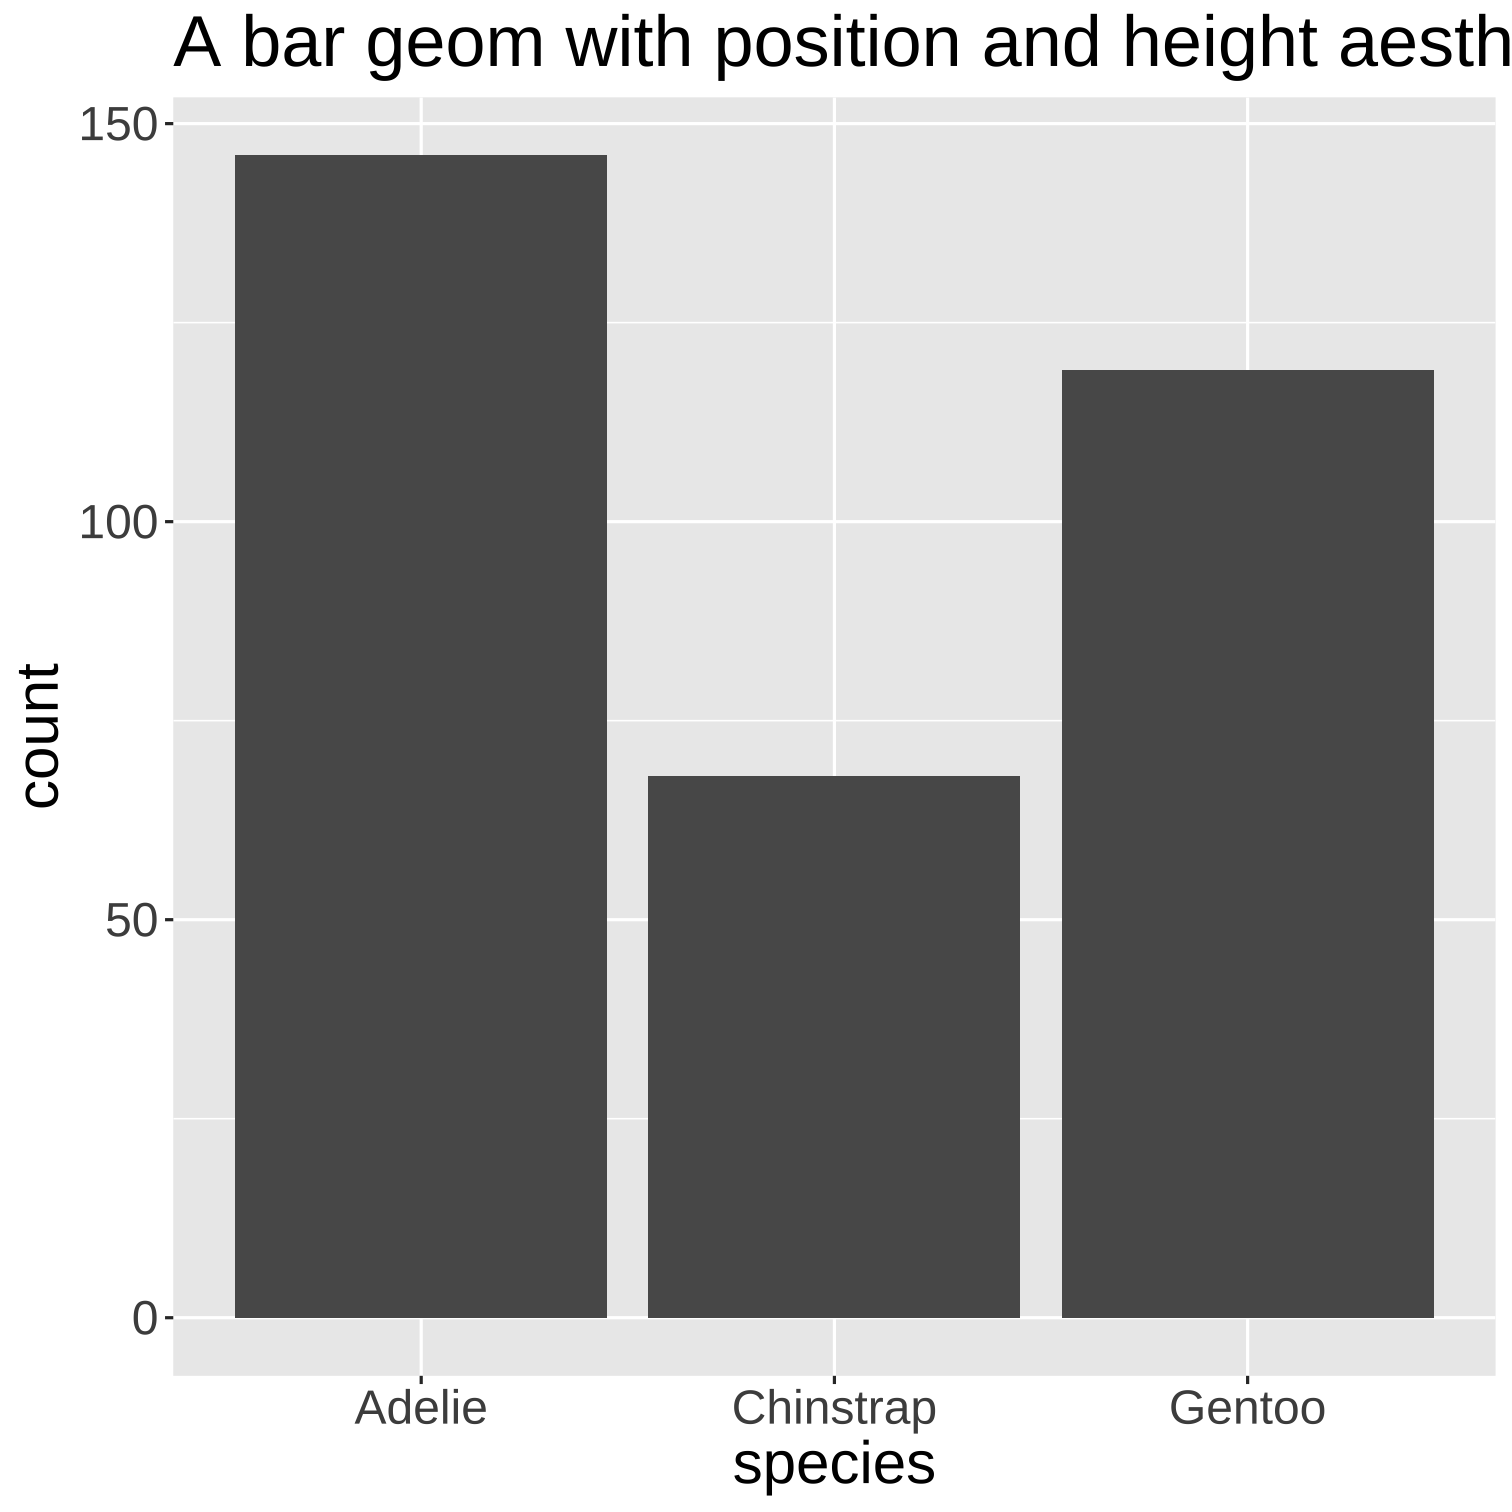 A bar geom with position and height aesth
150
100
50
0
count
Adelie Chinstrap Gentoo
species